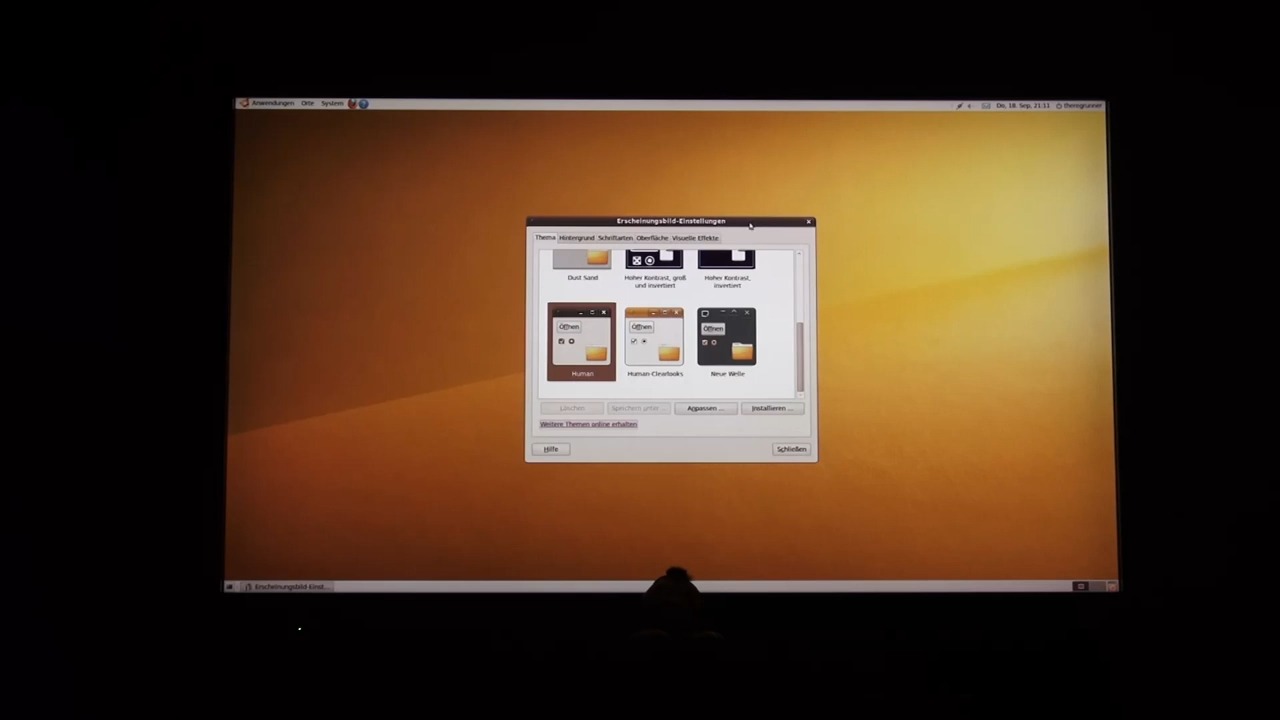 Anwendungen Orte System
Do, 18. Sep, 21:11
Erscheinungsbild-Einstellungen
Thema Hintergrund Schriftarten Oberfläche Visuelle Effekte
Dust Sand
Hoher Kontrast, groß
und invertiert
Hoher Kontrast,
invertiert
Öffnen
Öffnen
Öffnen
Human
Human-Clearlooks
Neue Welle
Löschen
Speichern unter ...
Anpassen ...
Installieren ...
Weitere Themen online erhalten
Hilfe
Schließen
Erscheinungsbild-Einst...